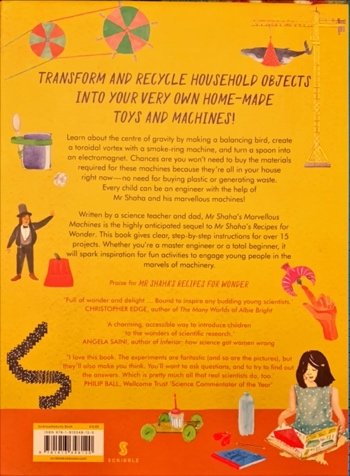 TRANSFORM AND RECYCLE HOUSEHOLD OBJECTS
INTO YOUR VERY OWN HOME-MADE
TOYS AND MACHINES!
Learn about the centre of gravity by making a balancing bird, create
a toroidal vortex with a smoke-ring machine, and turn a spoon into
an electromagnet. Chances are you won't need to buy the materials
required for these machines because they're all in your house
right now — no need for buying plastic or generating waste.
Every child can be an engineer with the help of
Mr Shaha and his marvellous machines!
Written by a science teacher and dad, Mr Shaha's Marvellous
Machines is the highly anticipated sequel to Mr Shaha's Recipes for
Wonder. This book gives clear, step-by-step instructions for over 15
projects. Whether you're a master engineer or a total beginner, it
will spark inspiration for fun activities to engage young people in the
marvels of machinery.
Praise for MR SHAHA'S RECIPES FOR WONDER
'Full of wonder and delight ... Bound to inspire any budding young scientists.'
CHRISTOPHER EDGE, author of The Many Worlds of Albie Bright
'A charming, accessible way to introduce children
to the wonders of scientific research.'
ANGELA SAINI, author of Inferior: how science got women wrong
'I love this book. The experiments are fantastic (and so are the pictures), but
they'll also make you think. You'll want to ask questions, and to try to find out
the answers. Which is pretty much all that real scientists do, too.'
PHILIP BALL, Wellcome Trust 'Science Commentator of the Year'
SCRIBBLE